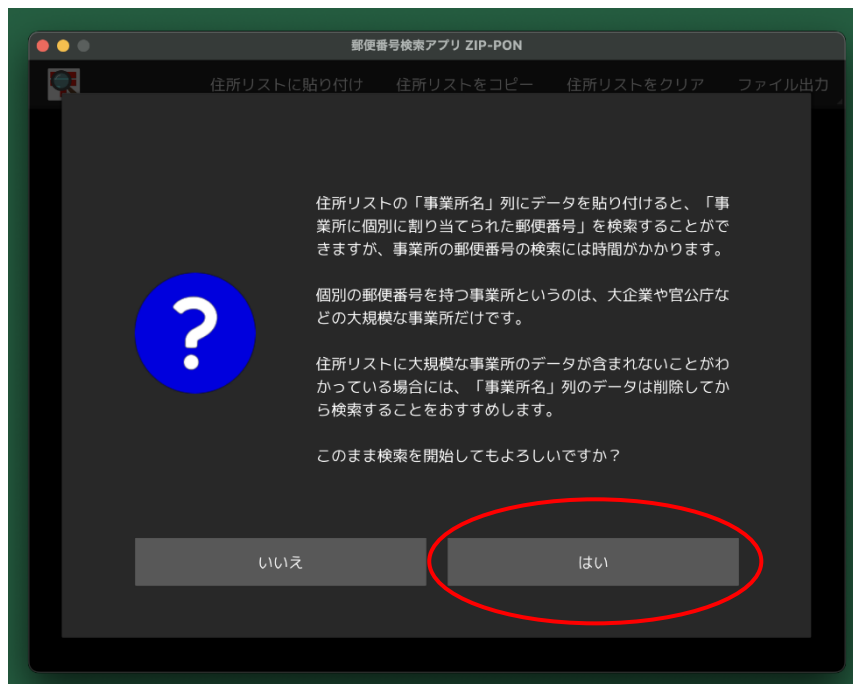 郵便番号検索アプリ ZIP-PON
住所リストに貼り付け 住所リストをコピー 住所リストをクリア ファイル出力
住所リストの「事業所名」列にデータを貼り付けると、「事
業所に個別に割り当てられた郵便番号」を検索することがで
きますが、事業所の郵便番号の検索には時間がかかります。
個別の郵便番号を持つ事業所というのは、大企業や官公庁な
どの大規模な事業所だけです。
住所リストに大規模な事業所のデータが含まれないことがわ
かっている場合には、「事業所名」列のデータは削除してか
ら検索することをおすすめします。
このまま検索を開始してもよろしいですか？
?
いいえ はい